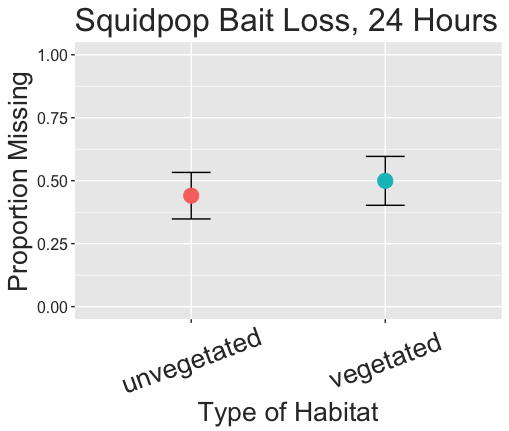 Squidpop Bait Loss, 24 Hours
Proportion Missing
1.00
0.75
0.50
0.25
0.00
unvegetated
vegetated
Type of Habitat